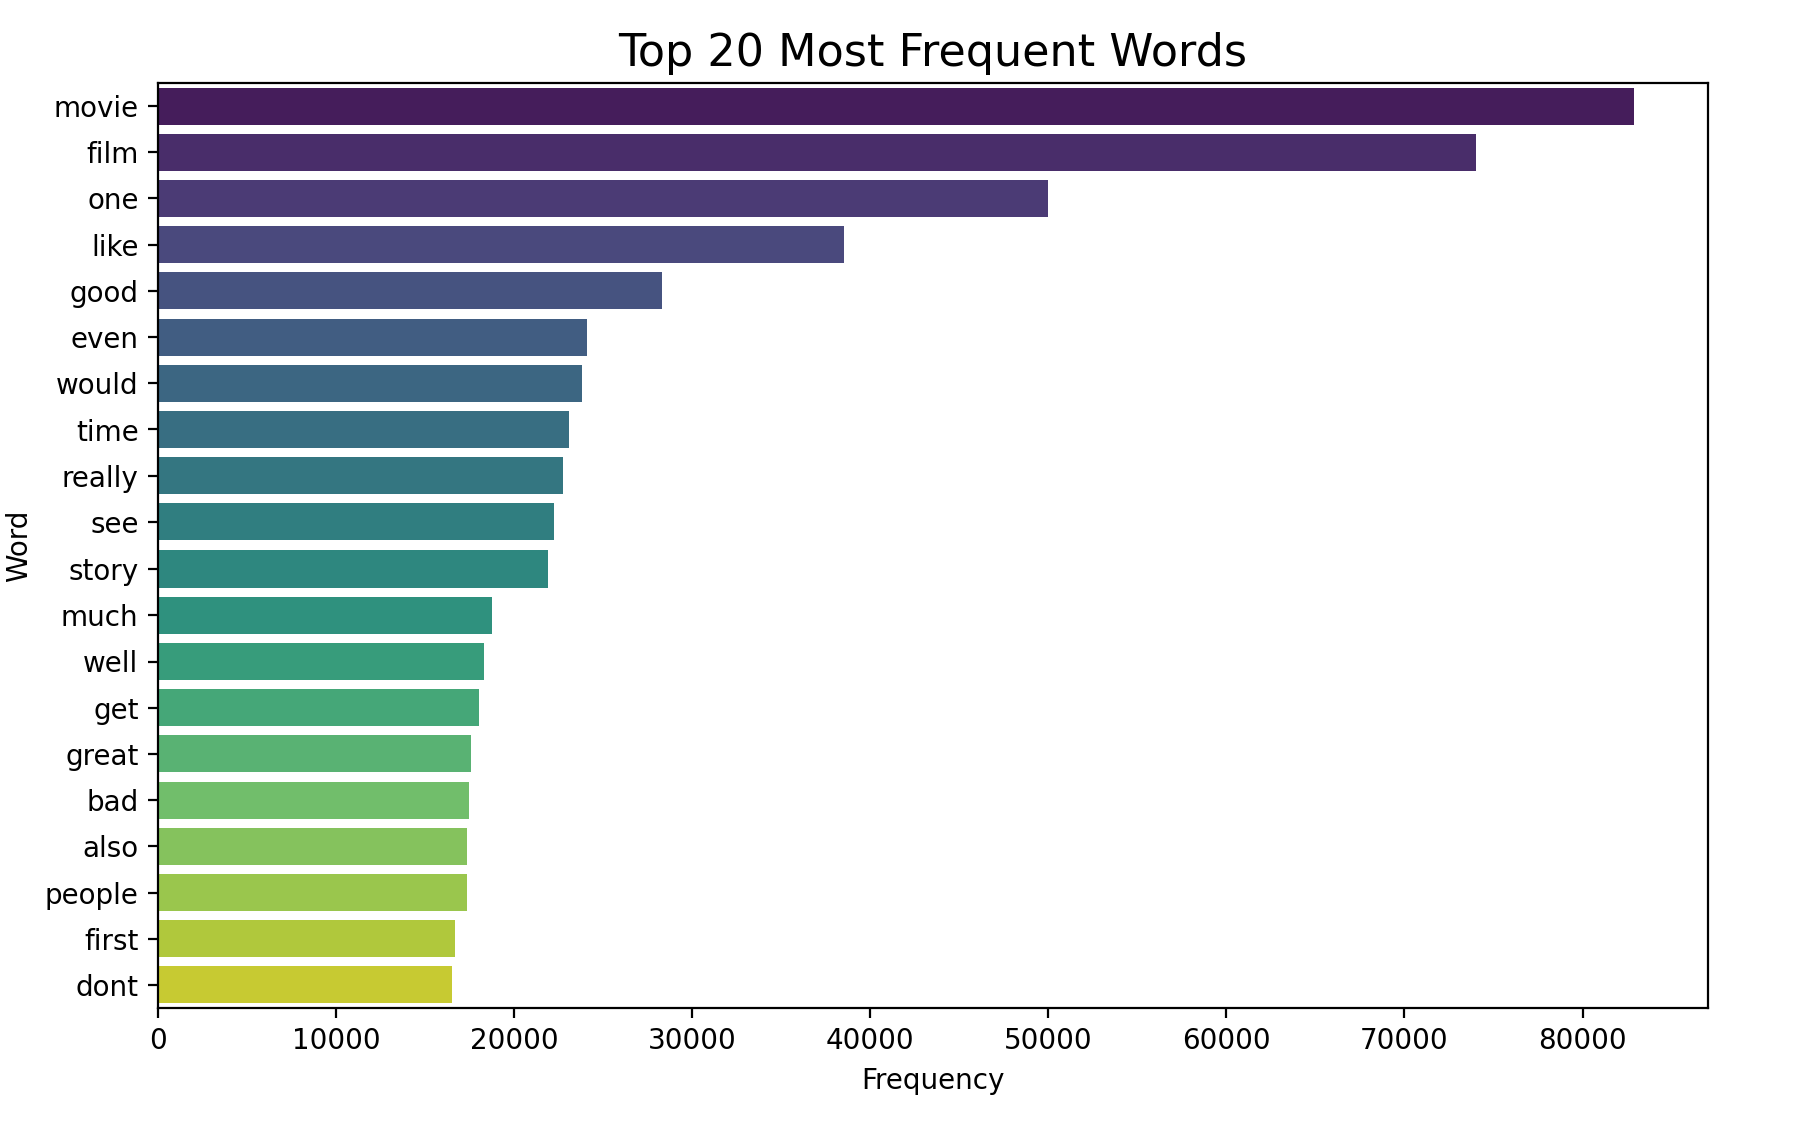 Top 20 Most Frequent Words
movie
film
one
like
good
even
would
time
really
see
story
much
well
get
great
bad
also
people
first
dont
Word
0 10000 20000 30000 40000 50000 60000 70000 80000
Frequency